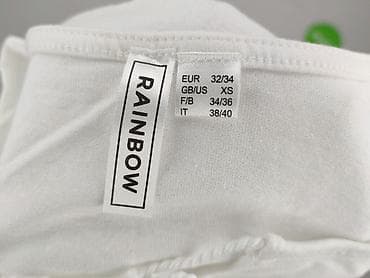 RAINBOW
EUR 32/34
GB/US XS
F/B 34/36
IT 38/40